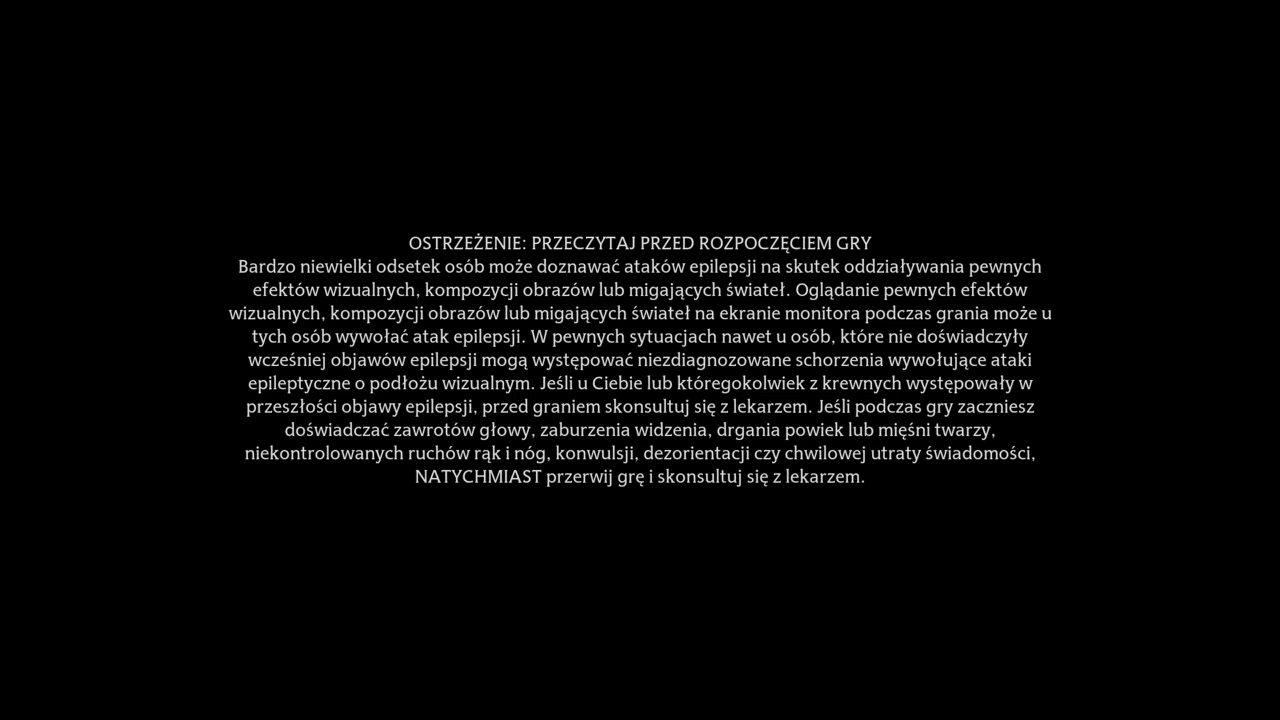 OSTRZEŻENIE: PRZECZYTAJ PRZED ROZPOCZĘCIEM GRY
Bardzo niewielki odsetek osób może doznawać ataków epilepsji na skutek oddziaływania pewnych
efektów wizualnych, kompozycji obrazów lub migających świateł. Oglądanie pewnych efektów
wizualnych, kompozycji obrazów lub migających świateł na ekranie monitora podczas grania może u
tych osób wywołać atak epilepsji. W pewnych sytuacjach nawet u osób, które nie doświadczyły
wcześniej objawów epilepsji mogą występować niezdiagnozowane schorzenia wywołujące ataki
epileptyczne o podłożu wizualnym. Jeśli u Ciebie lub któregokolwiek z krewnych występowały w
przeszłości objawy epilepsji, przed graniem skonsultuj się z lekarzem. Jeśli podczas gry zaczniesz
doświadczać zawrotów głowy, zaburzenia widzenia, drgania powiek lub mięśni twarzy,
niekontrolowanych ruchów rąk i nóg, konwulsji, dezorientacji czy chwilowej utraty świadomości,
NATYCHMIAST przerwij grę i skonsultuj się z lekarzem.